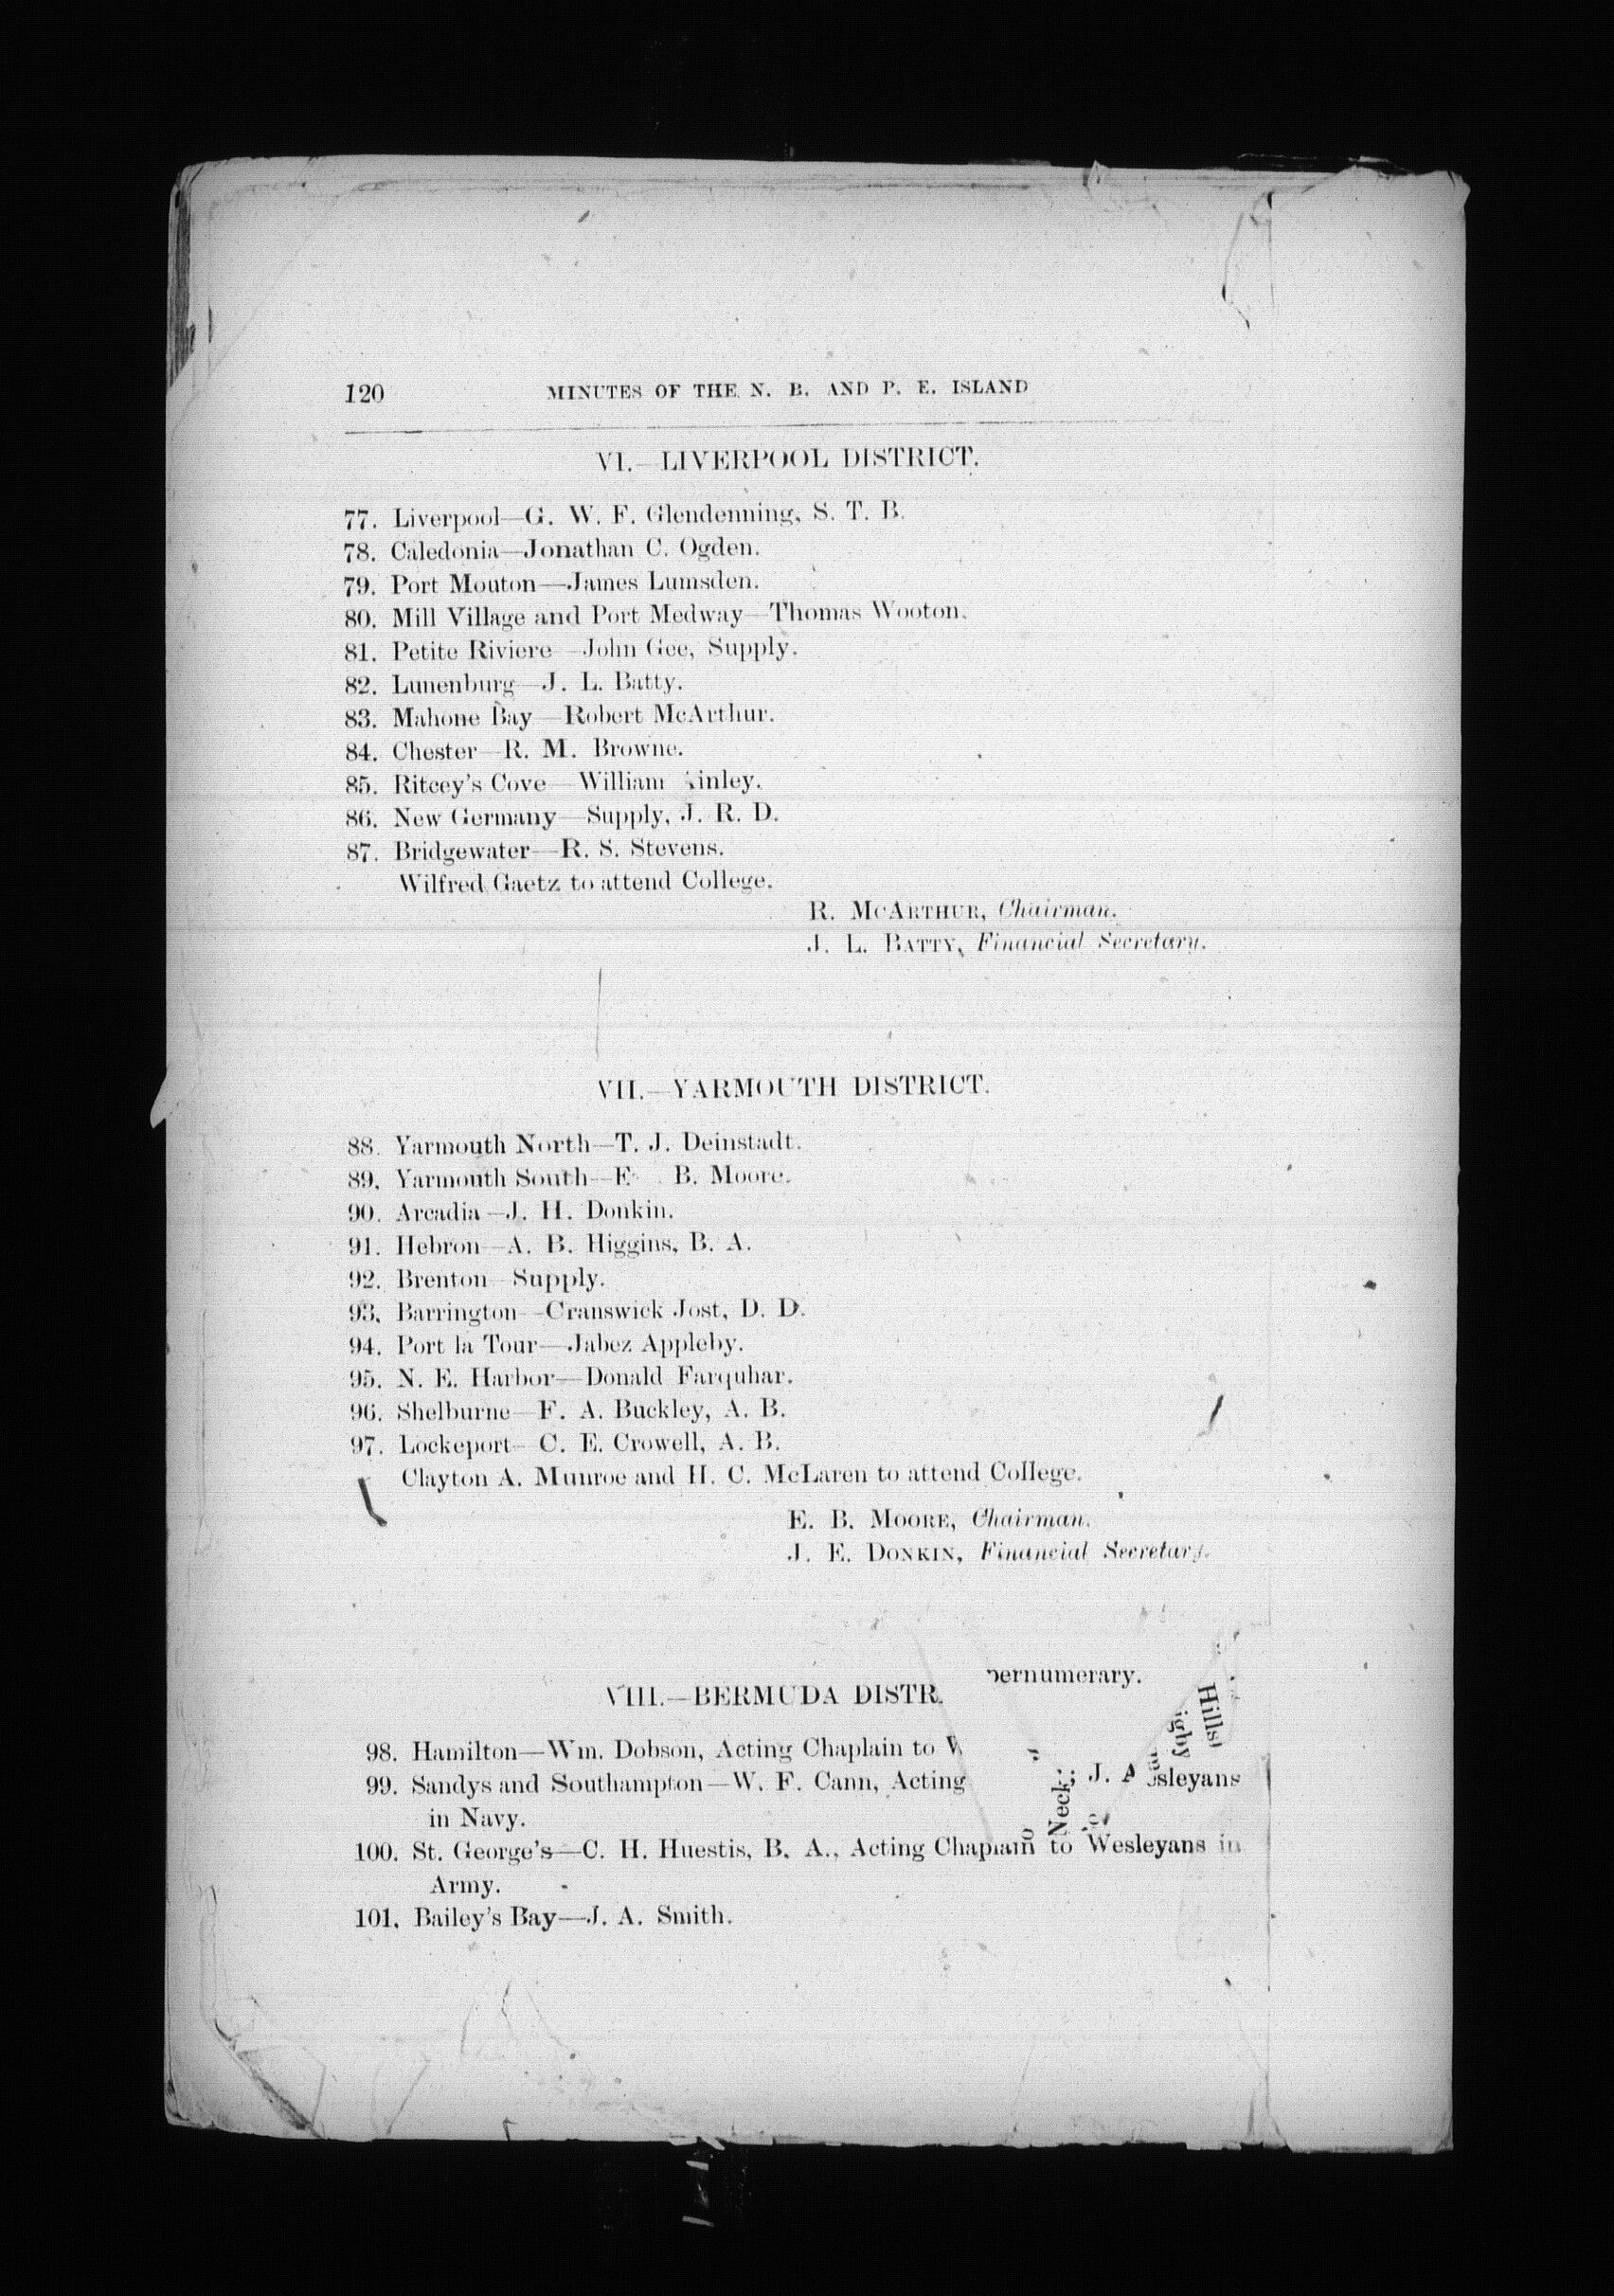 120 MINUTES OF THE N. B. AND P. E. ISLAND
VI.—LIVERPOOL DISTRICT.
77. Liverpool—G. W. F. Glendenning, S. T. B.
78. Caledonia—Jonathan C. Ogden.
79. Port Mouton—James Lumsden.
80. Mill Village and Port Medway—Thomas Wooton.
81. Petite Riviere—John Gee, Supply.
82. Lunenburg—J. L. Batty.
83. Mahone Bay—Robert McArthur.
84. Chester—R. M. Browne.
85. Ritcey's Cove—William inley.
86. New Germany—Supply, J. R. D.
87. Bridgewater—R. S. Stevens.
Wilfred Gaetz to attend College.
R. McArthur, Chairman.
J. L. Batty, Financial Secretary.
VII.—YARMOUTH DISTRICT.
88. Yarmouth North—T. J. Deinstadt.
89. Yarmouth South—E B. Moore.
90. Arcadia—J. H. Donkin.
91. Hebron—A. B. Higgins, B. A.
92. Brenton—Supply.
93. Barrington—Cranswick Jost, D. D.
94. Port la Tour—Jabez Appleby.
95. N. E. Harbor—Donald Farquhar.
96. Shelburne—F. A. Buckley, A. B.
97. Lockeport—C. E. Crowell, A. B.
Clayton A. Munroe and H. C. McLaren to attend College.
E. B. Moore, Chairman.
J. E. Donkin, Financial Secretary.
pernumerary.
VIII.—BERMUDA DISTR
Hills
igby
98. Hamilton—Wm. Dobson, Acting Chaplain to W
99. Sandys and Southampton—W. F. Cann, Acting
Neck; J. A
esleyans
in Navy.
100. St. George's—C. H. Huestis, B. A., Acting Chaplain to Wesleyans in
Army.
101. Bailey's Bay—J. A. Smith.